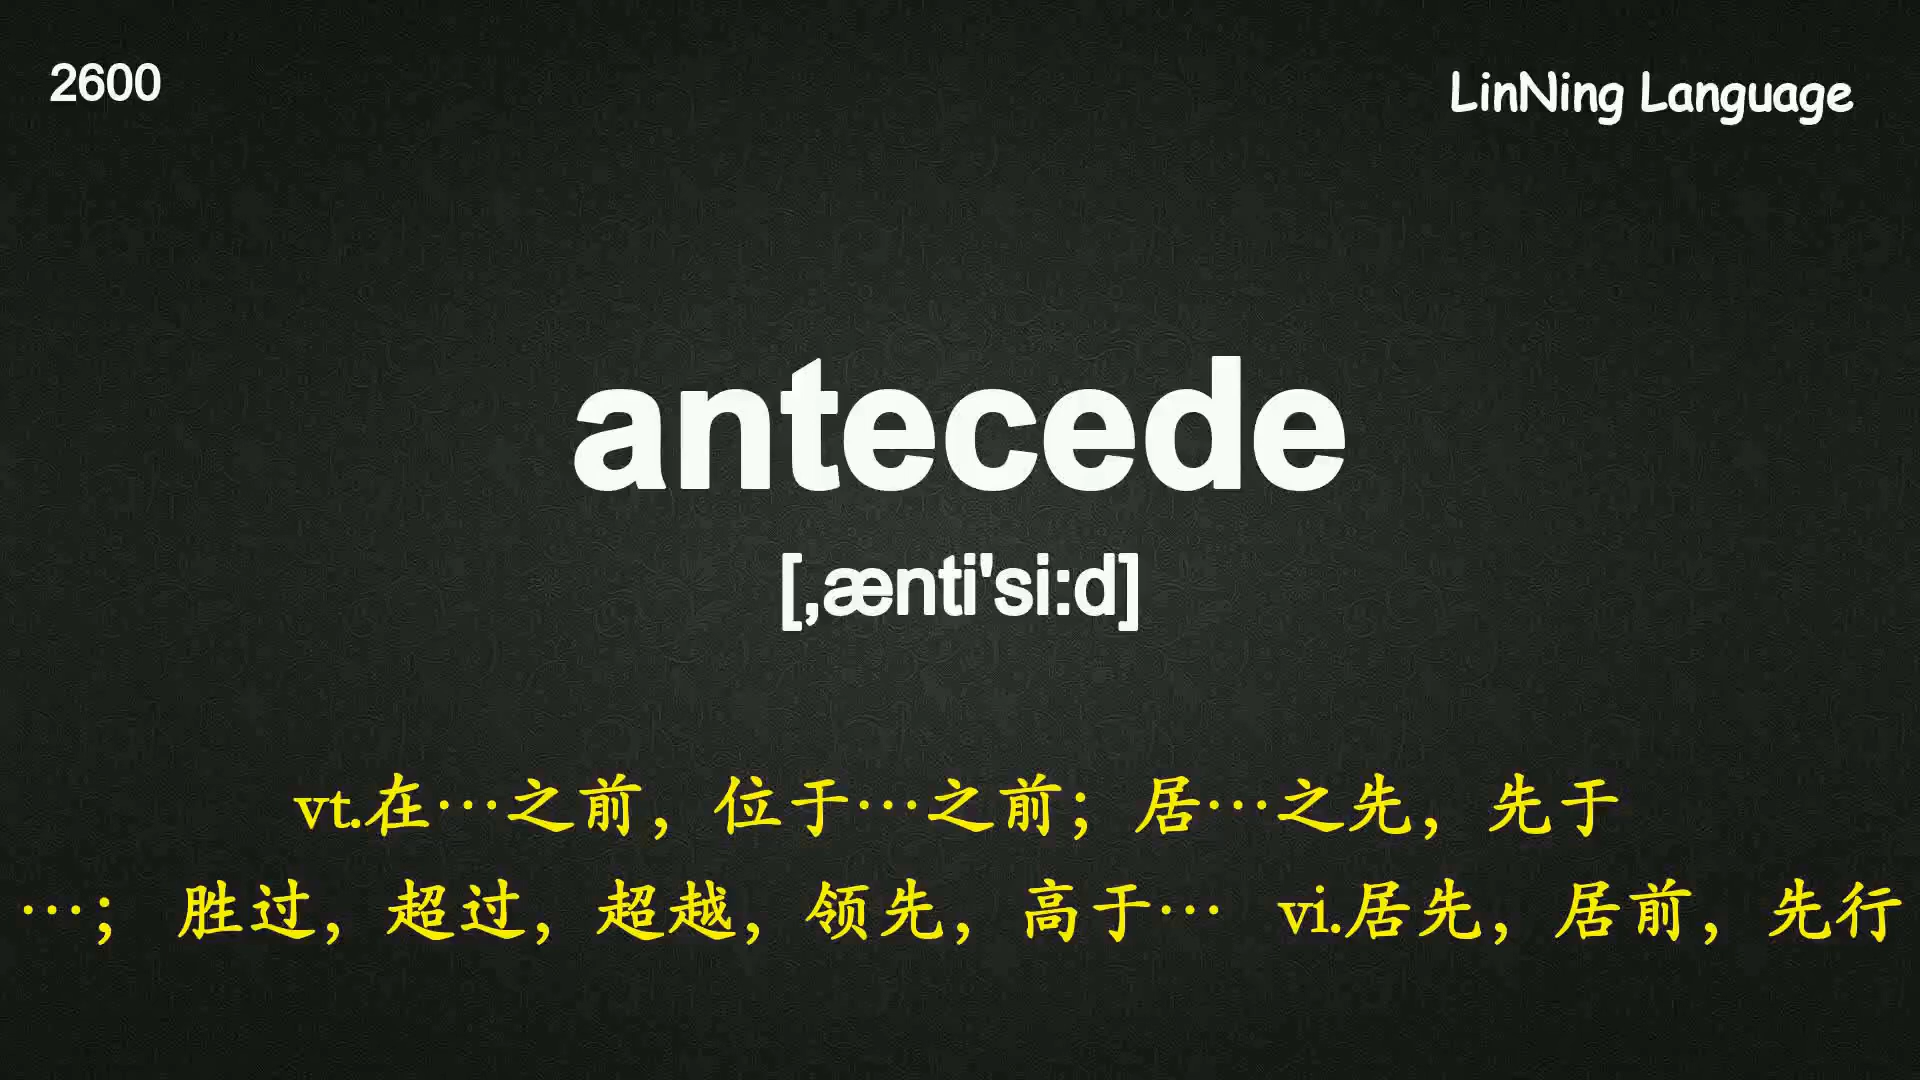 2600
LinNing Language
antecede
[,ænti'si:d]
vt.在…之前，位于…之前；居…之先，先于
…； 胜过，超过，超越，领先，高于… vi.居先，居前，先行